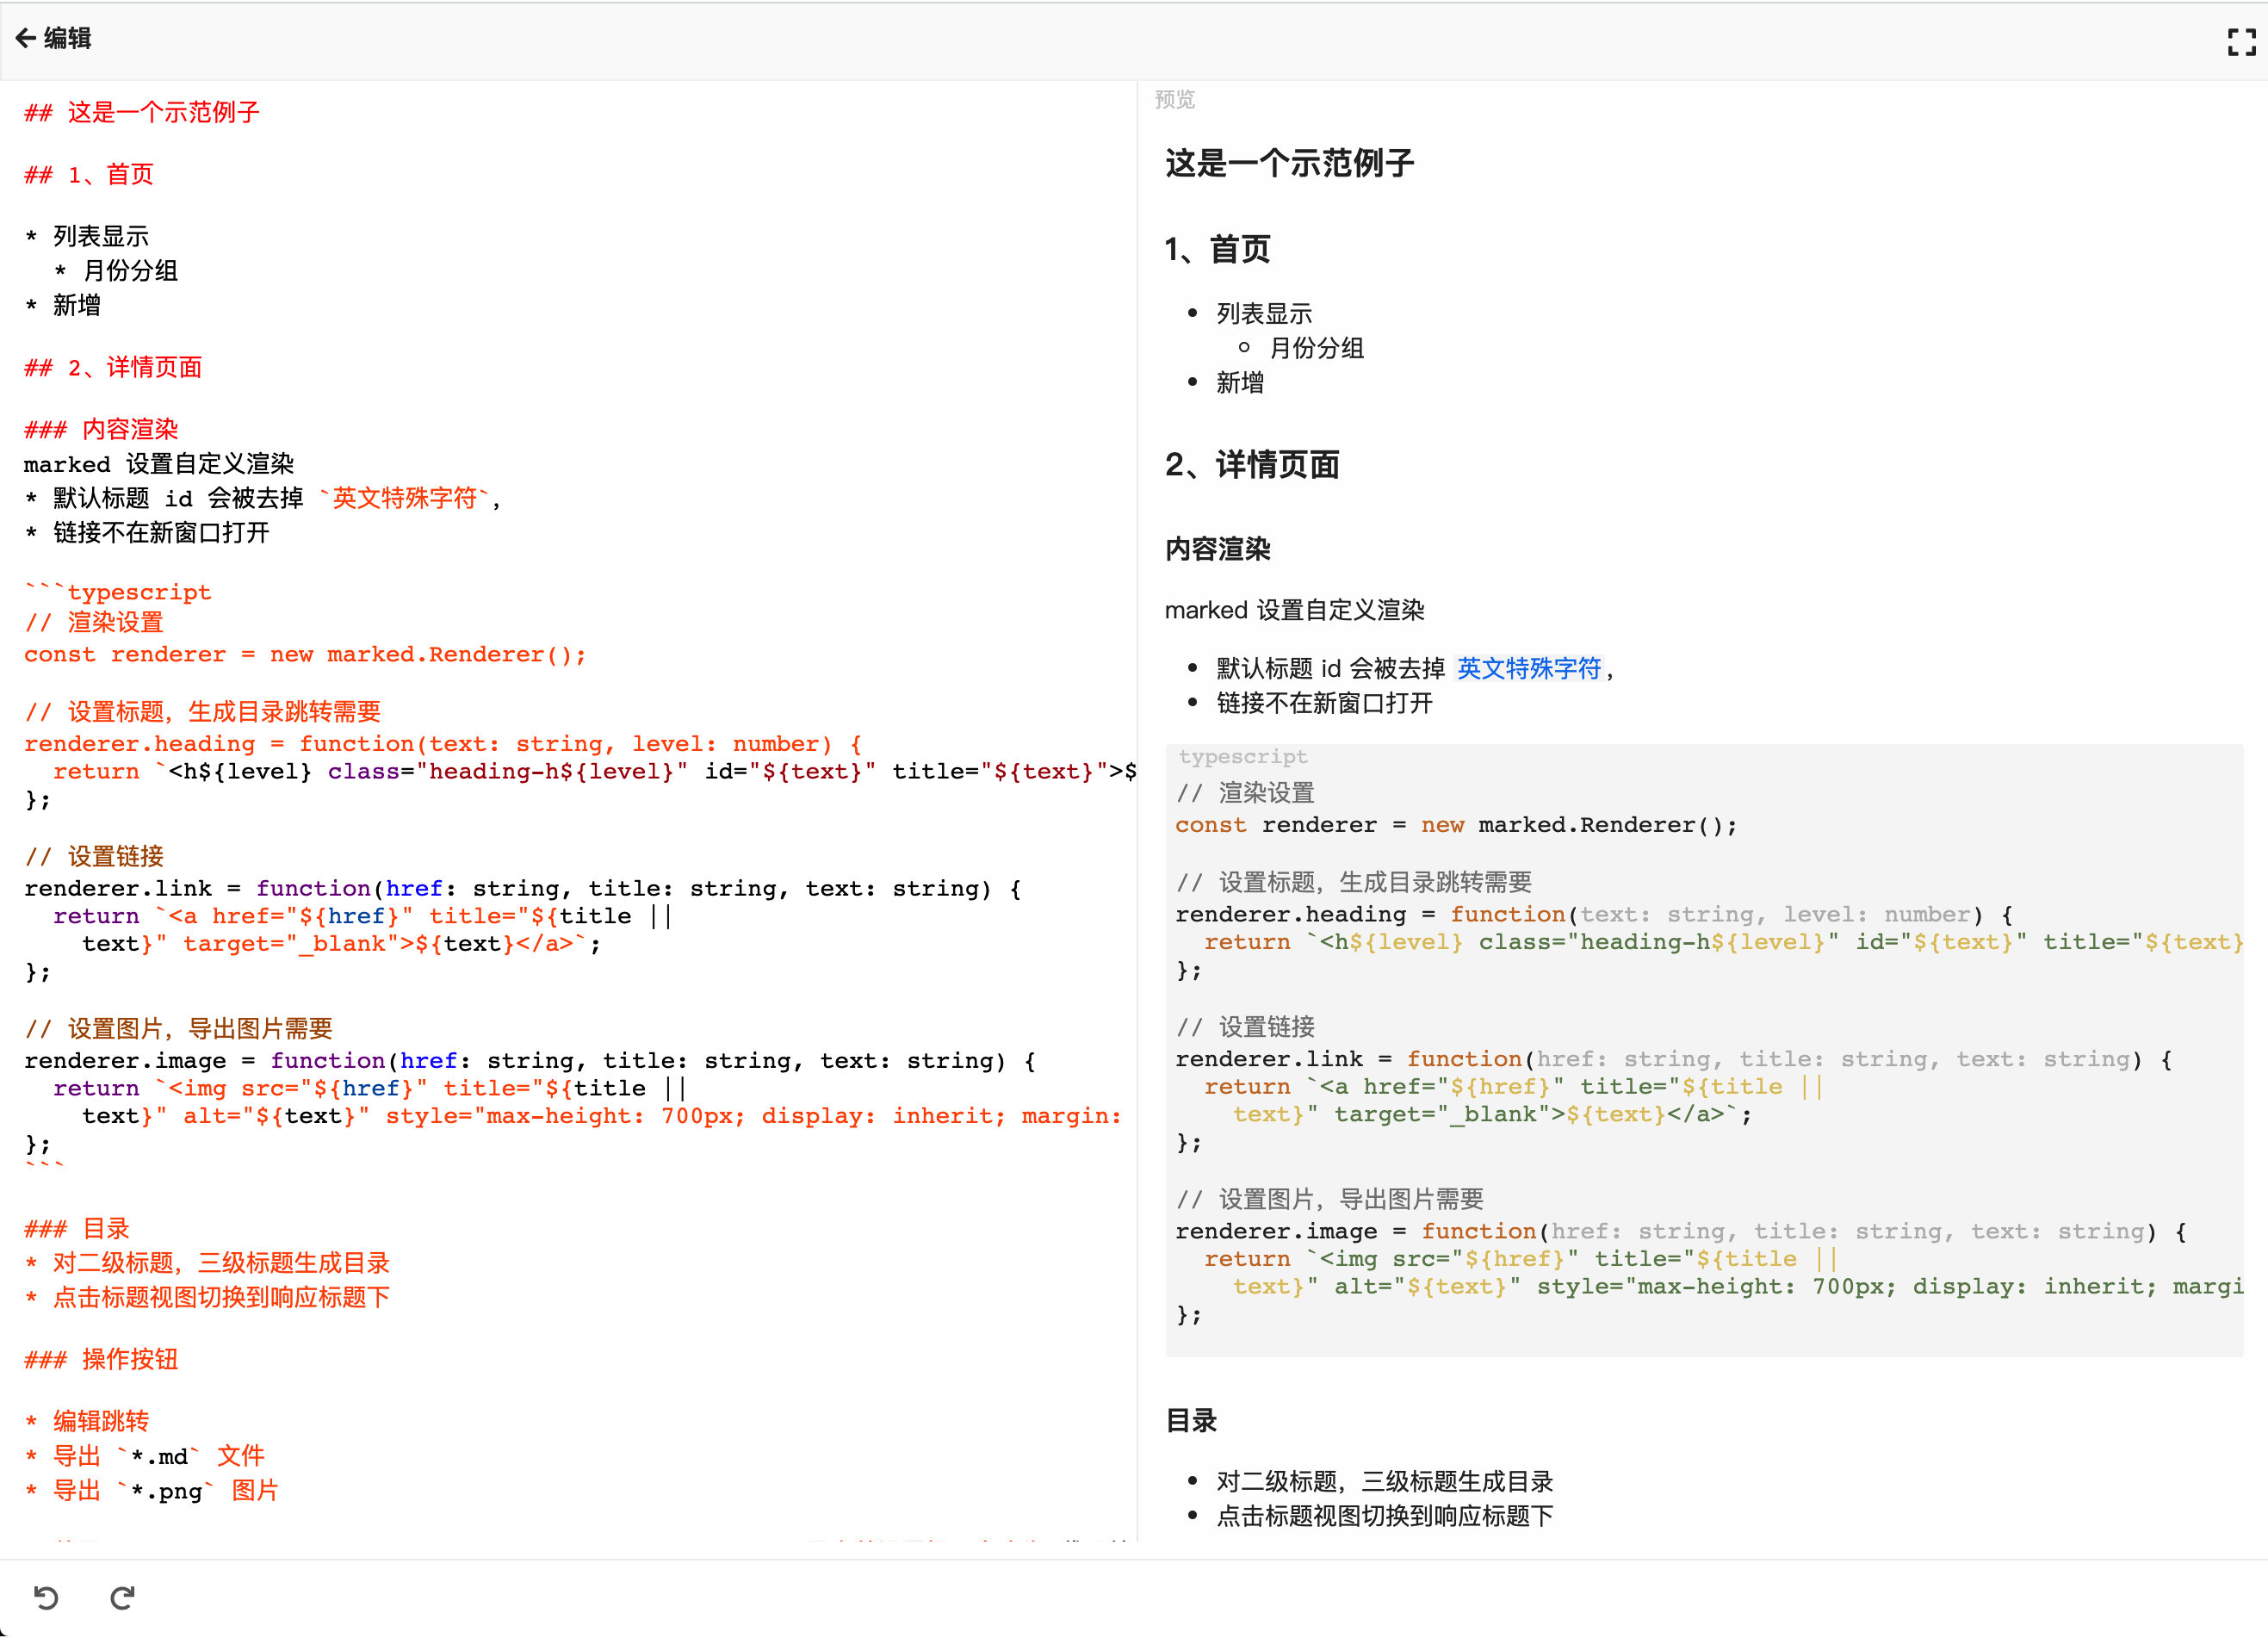 编辑
## 这是一个示范例子
## 1、首页
* 列表显示
  * 月份分组
* 新增
## 2、详情页面
### 内容渲染
marked 设置自定义渲染
* 默认标题 id 会被去掉 `英文特殊字符`，
* 链接不在新窗口打开
```typescript
// 渲染设置
const renderer = new marked.Renderer();
// 设置标题，生成目录跳转需要
renderer.heading = function(text: string, level: number) {
  return `<h${level} class="heading-h${level}" id="${text}" title="${text}">$
};
// 设置链接
renderer.link = function(href: string, title: string, text: string) {
  return `<a href="${href}" title="${title ||
    text}" target="_blank">${text}</a>`;
};
// 设置图片，导出图片需要
renderer.image = function(href: string, title: string, text: string) {
  return `<img src="${href}" title="${title ||
    text}" alt="${text}" style="max-height: 700px; display: inherit; margin:
};
```
### 目录
* 对二级标题，三级标题生成目录
* 点击标题视图切换到响应标题下
### 操作按钮
* 编辑跳转
* 导出 `*.md` 文件
* 导出 `*.png` 图片
预览
这是一个示范例子
1、首页
列表显示
月份分组
新增
2、详情页面
内容渲染
marked 设置自定义渲染
默认标题 id 会被去掉 英文特殊字符，
链接不在新窗口打开
typescript
// 渲染设置
const renderer = new marked.Renderer();
// 设置标题，生成目录跳转需要
renderer.heading = function(text: string, level: number) {
  return `<h${level} class="heading-h${level}" id="${text}" title="${text}
};
// 设置链接
renderer.link = function(href: string, title: string, text: string) {
  return `<a href="${href}" title="${title ||
    text}" target="_blank">${text}</a>`;
};
// 设置图片，导出图片需要
renderer.image = function(href: string, title: string, text: string) {
  return `<img src="${href}" title="${title ||
    text}" alt="${text}" style="max-height: 700px; display: inherit; margi
};
目录
对二级标题，三级标题生成目录
点击标题视图切换到响应标题下